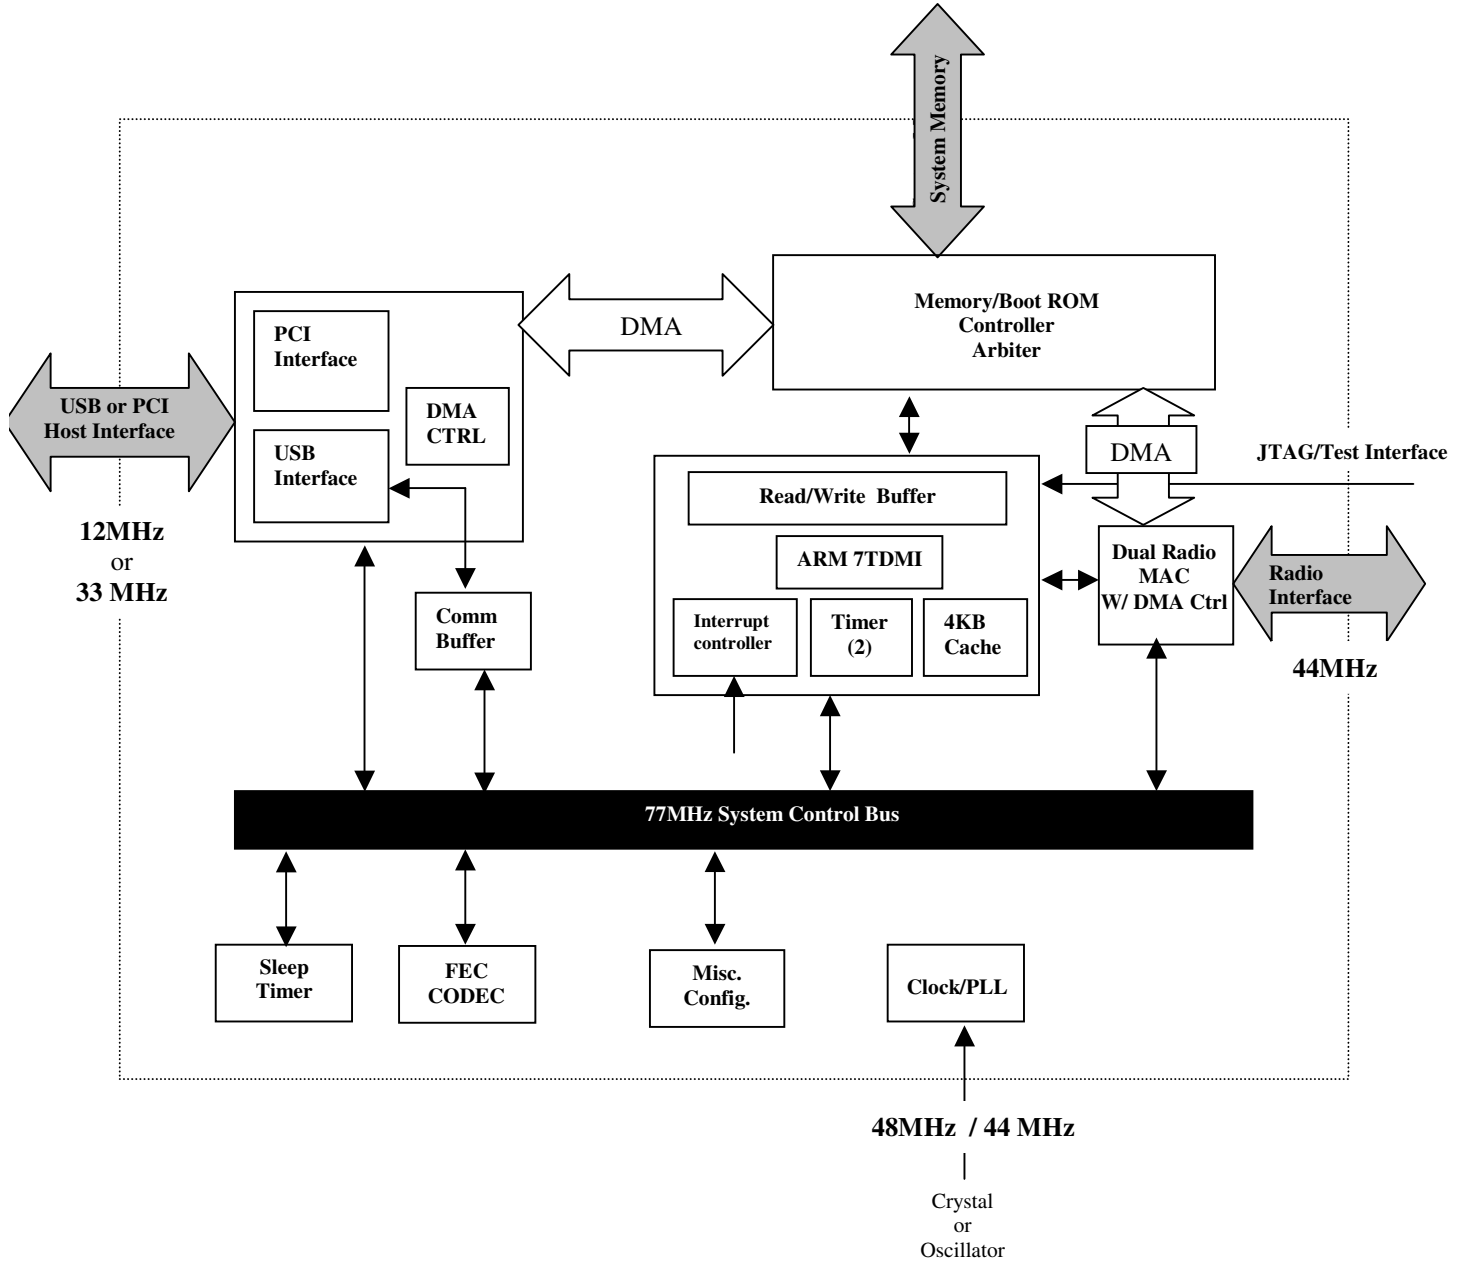 System Memory
Memory/Boot ROM
Controller
Arbiter
DMA
PCI
Interface
DMA
CTRL
USB
Interface
USB or PCI
Host Interface
12MHz
or
33 MHz
DMA
JTAG/Test Interface
Read/Write Buffer
ARM 7TDMI
Interrupt
controller
Timer
(2)
4KB
Cache
Dual Radio
MAC
W/ DMA Ctrl
Radio
Interface
44MHz
Comm
Buffer
77MHz System Control Bus
Sleep
Timer
FEC
CODEC
Misc.
Config.
Clock/PLL
48MHz / 44 MHz
Crystal
or
Oscillator